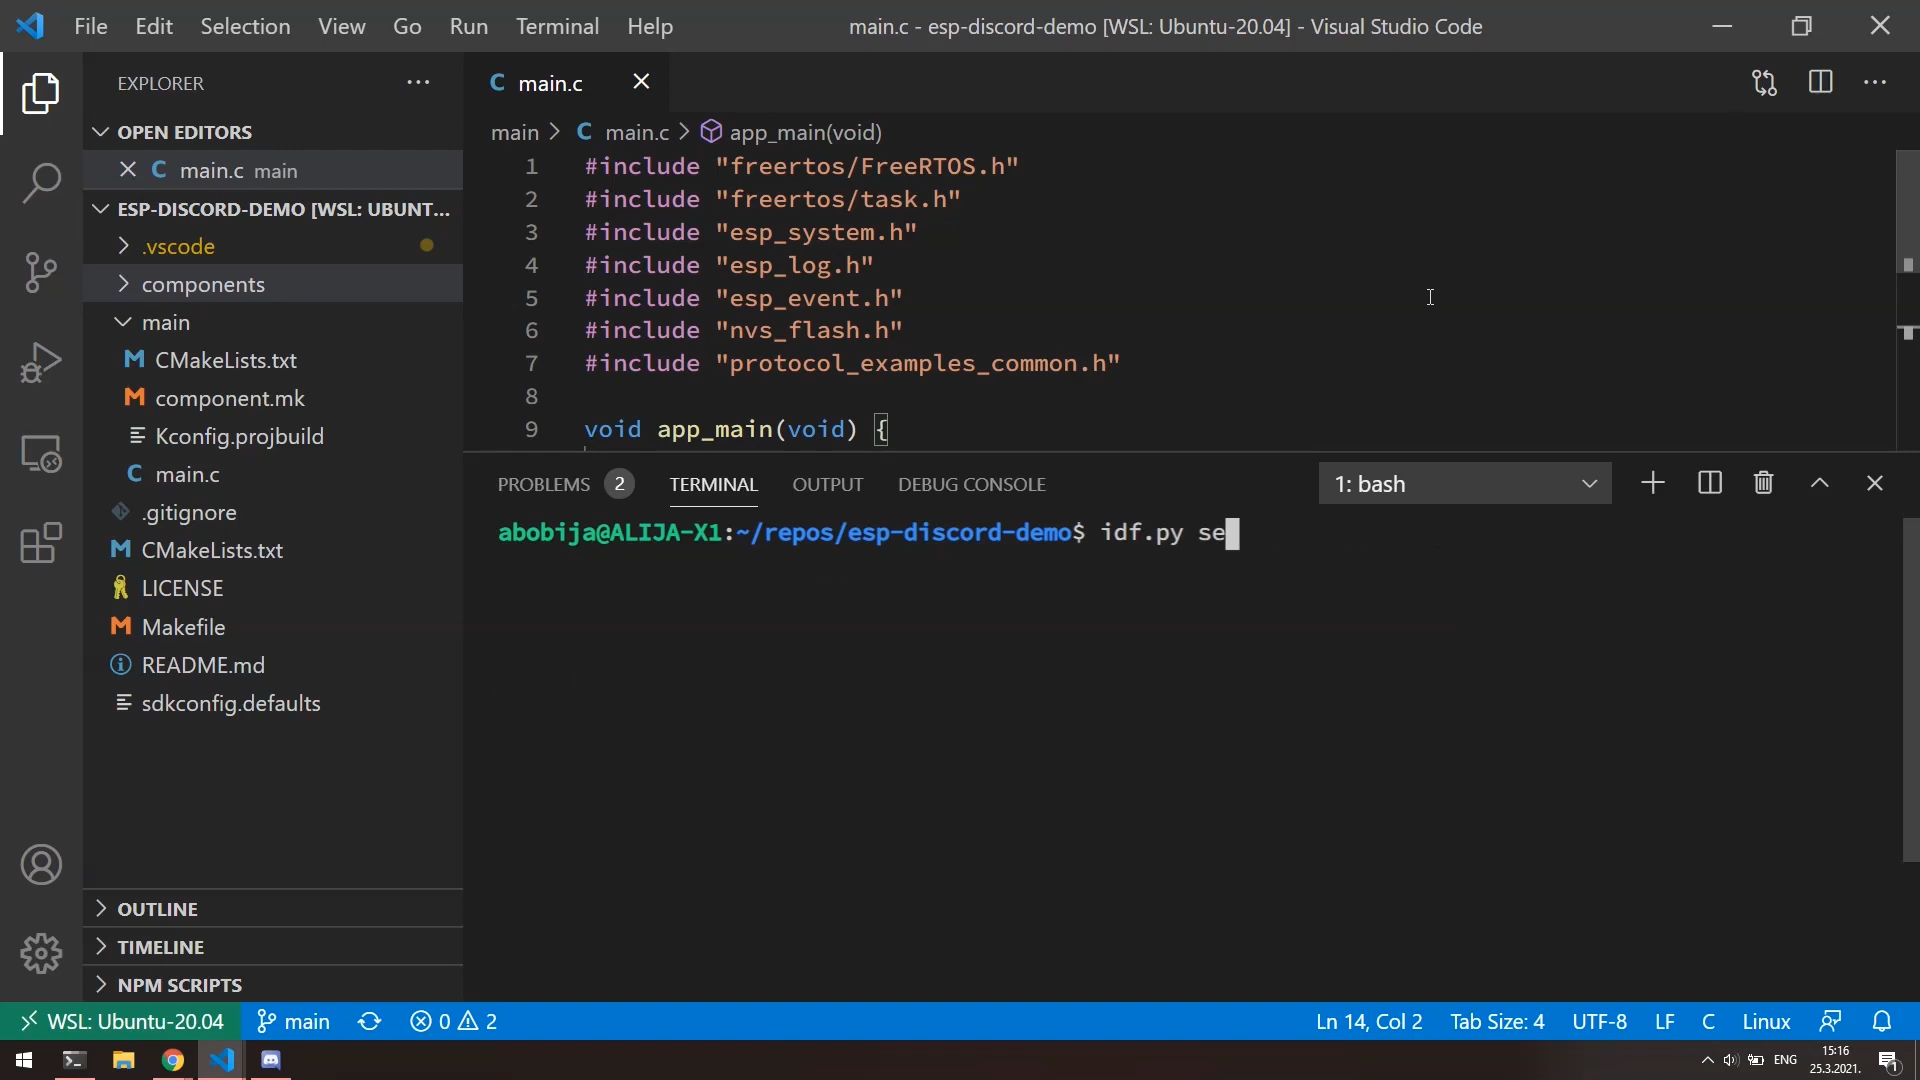 File Edit Selection View Go Run Terminal Help main.c - esp-discord-demo [WSL: Ubuntu-20.04] - Visual Studio Code
EXPLORER
OPEN EDITORS
C main.c main
ESP-DISCORD-DEMO [WSL: UBUNT...
.vscode
components
main
M CMakeLists.txt
M component.mk
Kconfig.projbuild
C main.c
.gitignore
M CMakeLists.txt
LICENSE
M Makefile
README.md
sdkconfig.defaults
OUTLINE
TIMELINE
NPM SCRIPTS
C main.c
main > C main.c > app_main(void)
1 #include "freertos/FreeRTOS.h"
2 #include "freertos/task.h"
3 #include "esp_system.h"
4 #include "esp_log.h"
5 #include "esp_event.h"
6 #include "nvs_flash.h"
7 #include "protocol_examples_common.h"
8
9 void app_main(void) {
PROBLEMS 2 TERMINAL OUTPUT DEBUG CONSOLE 1: bash
abobija@ALIJA-X1:~/repos/esp-discord-demo$ idf.py se
WSL: Ubuntu-20.04 main 0 2 Ln 14, Col 2 Tab Size: 4 UTF-8 LF C Linux
ENG 15:16 1
25.3.2021.